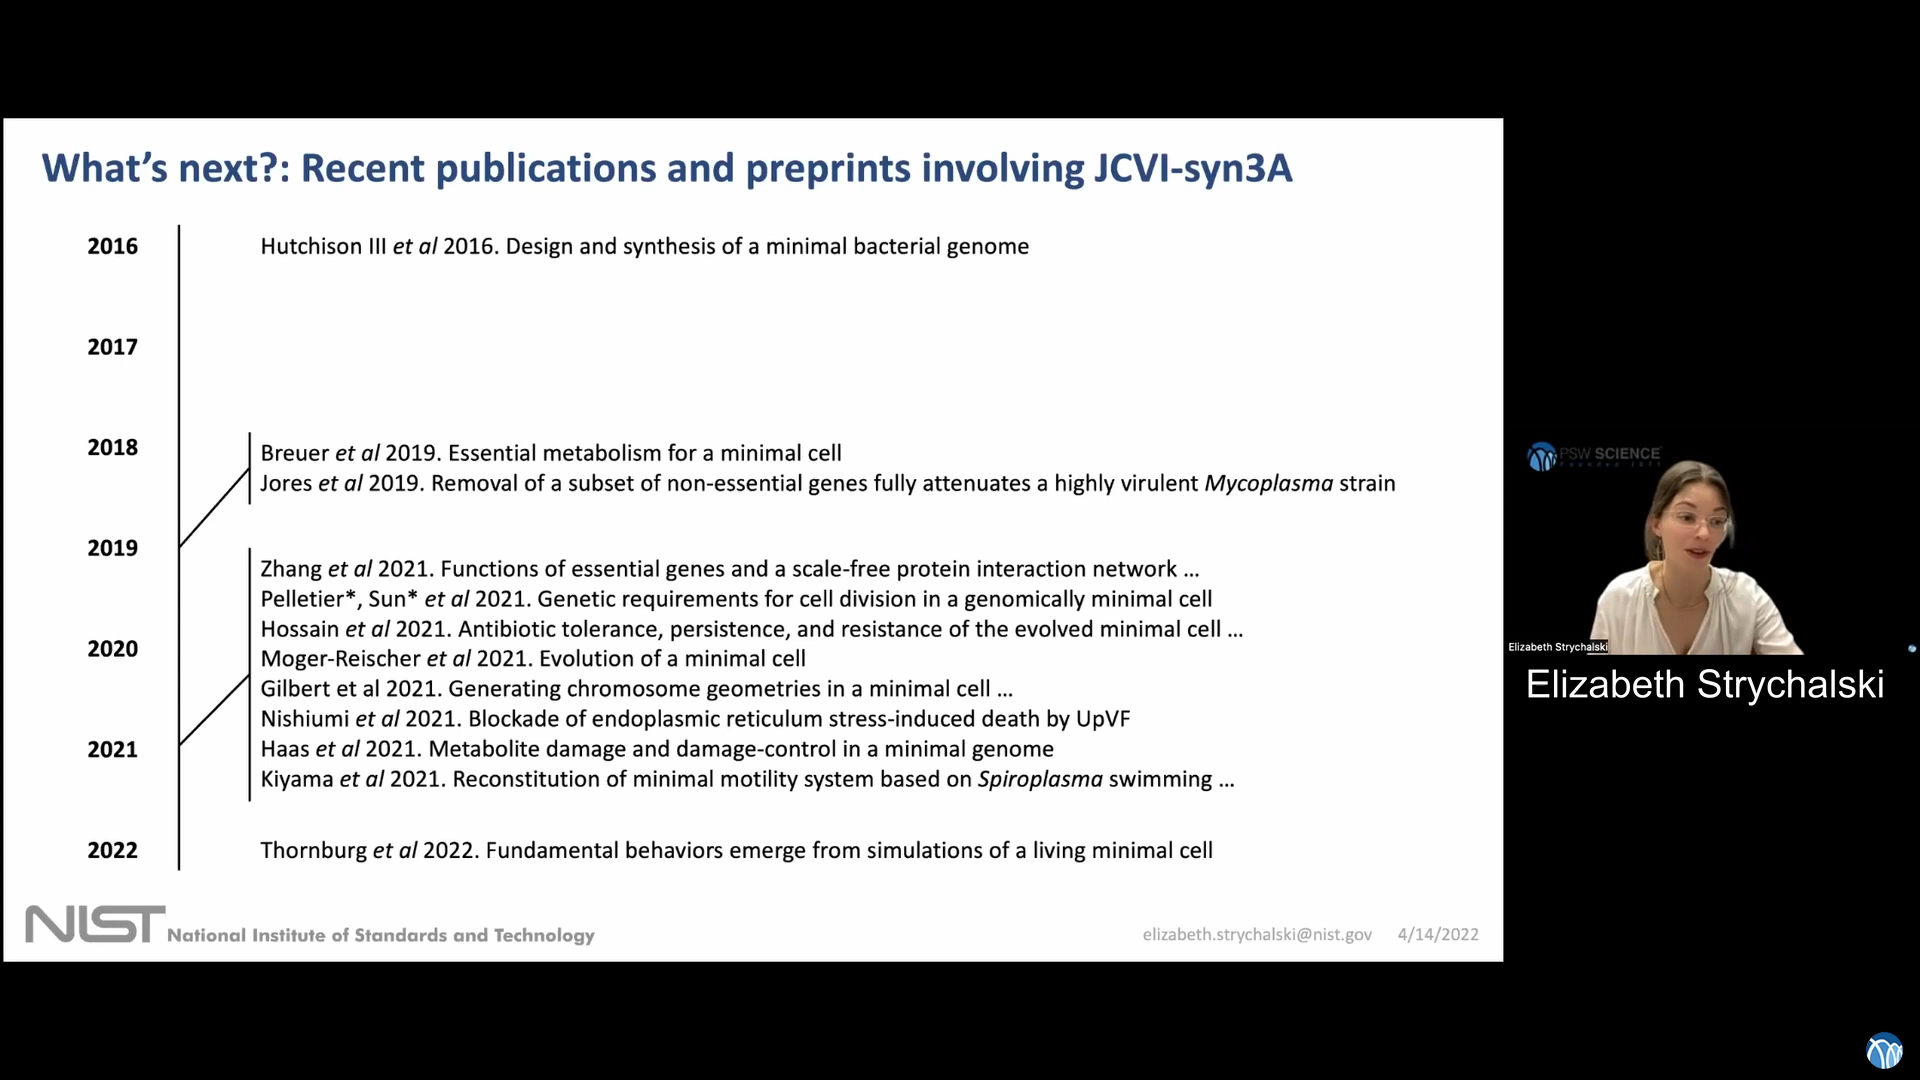 What's next?: Recent publications and preprints involving JCVI-syn3A
2016
Hutchison III et al 2016. Design and synthesis of a minimal bacterial genome
2017
2018
Breuer et al 2019. Essential metabolism for a minimal cell
Jores et al 2019. Removal of a subset of non-essential genes fully attenuates a highly virulent Mycoplasma strain
2019
Zhang et al 2021. Functions of essential genes and a scale-free protein interaction network ...
Pelletier*, Sun* et al 2021. Genetic requirements for cell division in a genomically minimal cell
Hossain et al 2021. Antibiotic tolerance, persistence, and resistance of the evolved minimal cell ...
2020
Moger-Reischer et al 2021. Evolution of a minimal cell
Gilbert et al 2021. Generating chromosome geometries in a minimal cell ...
Nishiumi et al 2021. Blockade of endoplasmic reticulum stress-induced death by UpVF
2021
Haas et al 2021. Metabolite damage and damage-control in a minimal genome
Kiyama et al 2021. Reconstitution of minimal motility system based on Spiroplasma swimming ...
2022
Thornburg et al 2022. Fundamental behaviors emerge from simulations of a living minimal cell
NIST National Institute of Standards and Technology
elizabeth.strychalski@nist.gov 4/14/2022
PSW SCIENCE
Elizabeth Strychalski
Elizabeth Strychalski